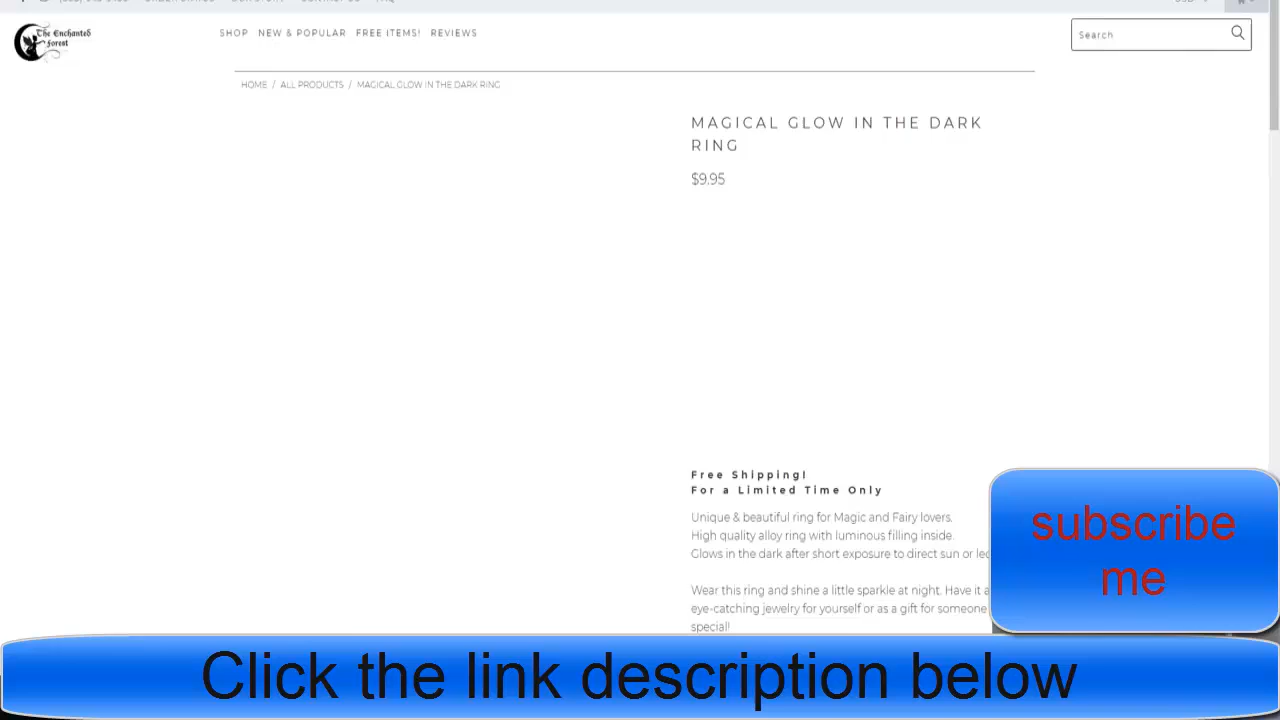 The Enchanted
Forest
SHOP NEW & POPULAR FREE ITEMS! REVIEWS
Search
HOME / ALL PRODUCTS / MAGICAL GLOW IN THE DARK RING
MAGICAL GLOW IN THE DARK
RING
$9.95
Free Shipping!
For a Limited Time Only
Unique & beautiful ring for Magic and Fairy lovers.
High quality alloy ring with luminous filling inside.
Glows in the dark after short exposure to direct sun or
Wear this ring and shine a little sparkle at night. Have it
eye-catching jewelry for yourself or as a gift for someone
special!
subscribe
me
Click the link description below